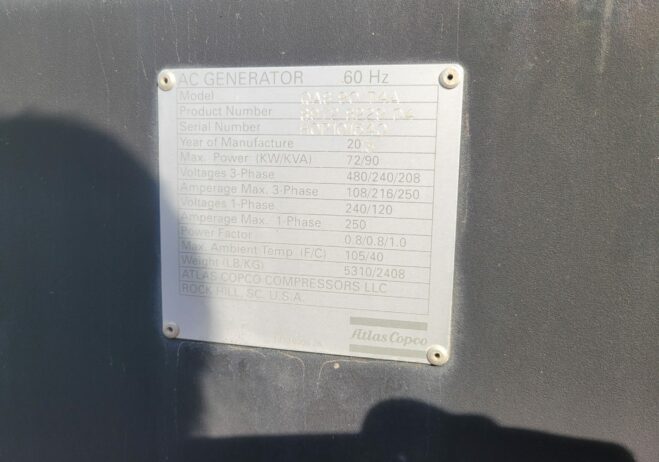 AC GENERATOR 60 Hz
Model
Product Number
Serial Number
Year of Manufacture 20
Max. Power (KW/KVA) 72/90
Voltages 3-Phase 480/240/208
Amperage Max. 3-Phase 108/216/250
Voltages 1-Phase 240/120
Amperage Max. 1-Phase 250
Power Factor 0.8/0.8/1.0
Max. Ambient Temp (F/C) 105/40
Weight (LB/KG) 5310/2408
ATLAS COPCO COMPRESSORS LLC
ROCK HILL, SC. U.S.A.
Atlas Copco